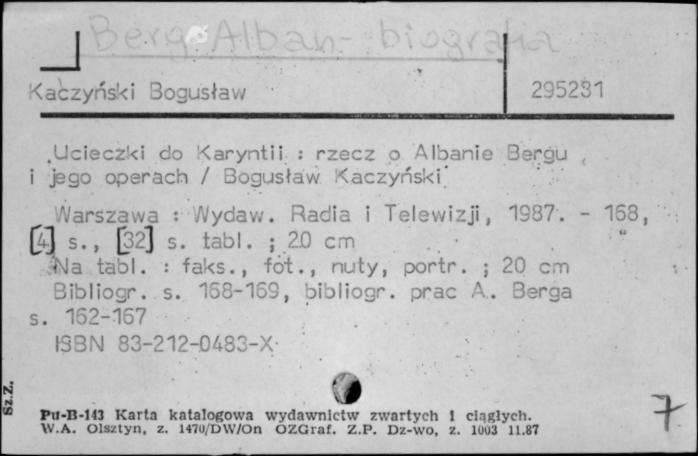 Berg Alban - biografia
Kaczyński Bogusław 295231
Ucieczki do Karyntii : rzecz o Albanie Bergu
i jego operach / Bogusław Kaczyński
Warszawa : Wydaw. Radia i Telewizji, 1987. - 168,
[4] s., [32] s. tabl. ; 20 cm
Na tabl. : faks., fot., nuty, portr. ; 20 cm
Bibliogr. s. 168-169, bibliogr. prac A. Berga
s. 162-167
ISBN 83-212-0483-X
Sz.Z.
Pu-B-143 Karta katalogowa wydawnictw zwartych i ciągłych.
W.A. Olsztyn, z. 1470/DW/On OZGraf. Z.P. Dz-wo, z. 1003 11.87
7